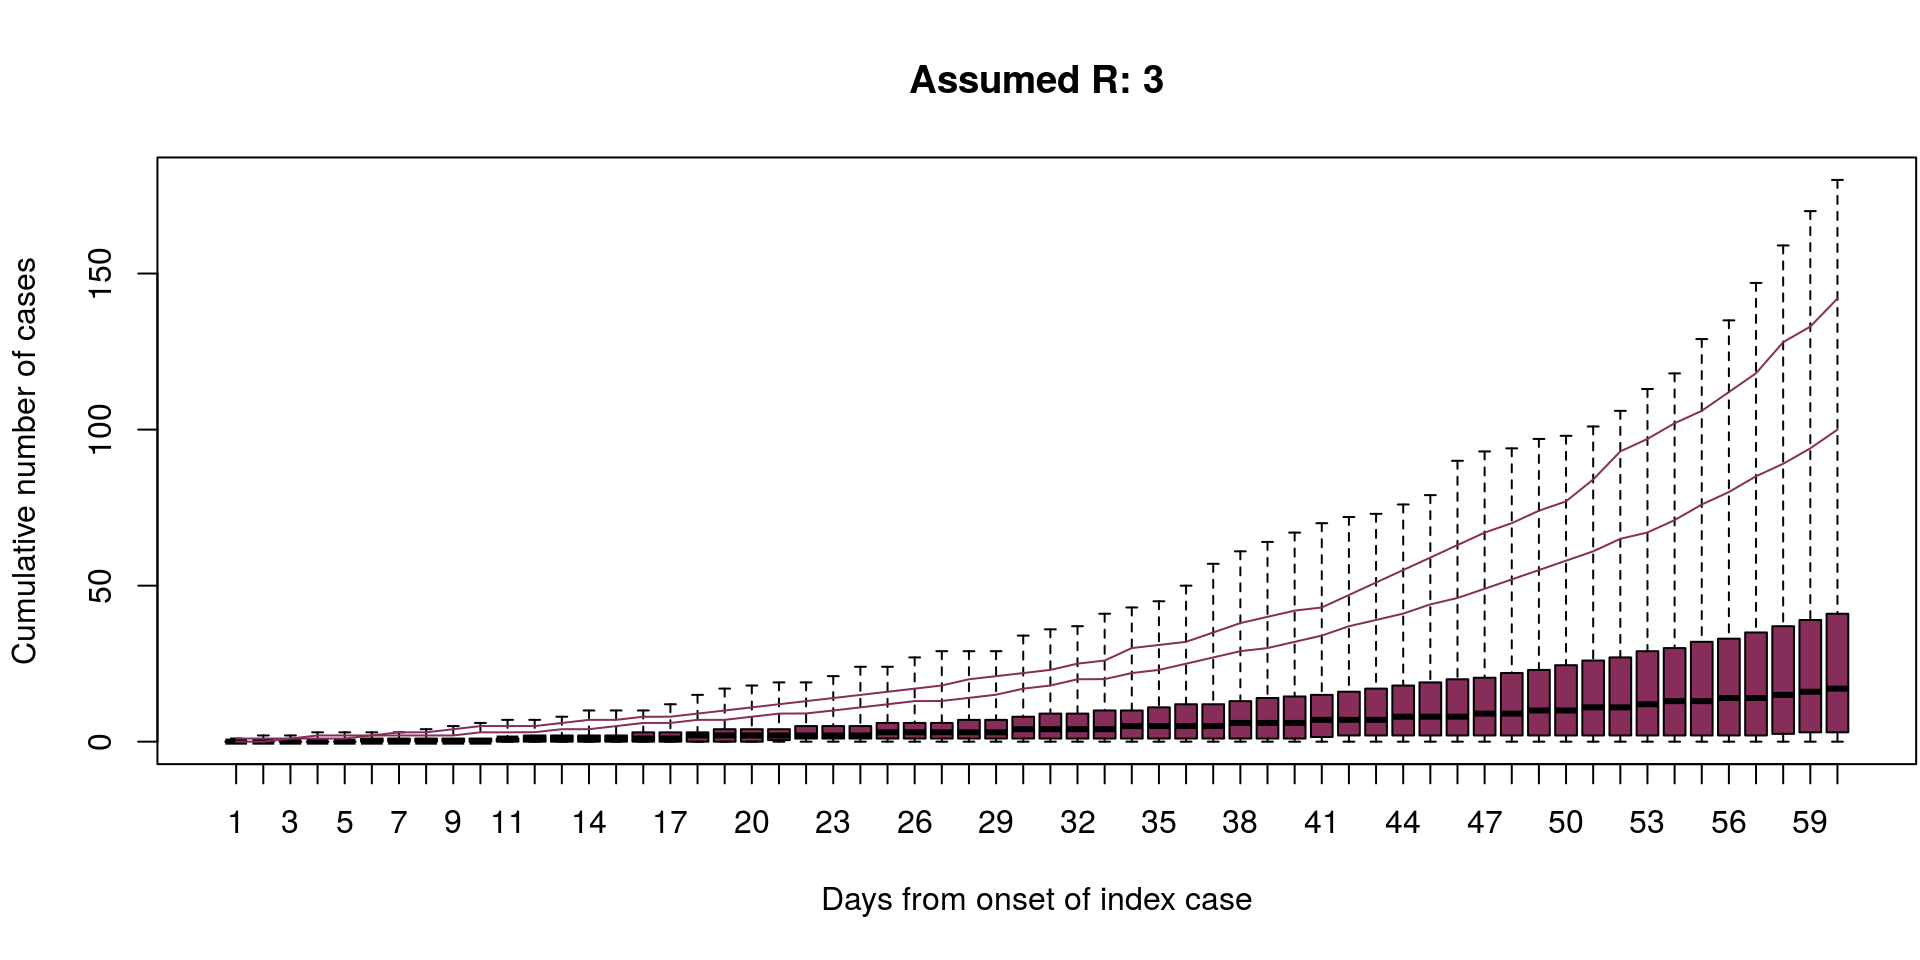 Assumed R: 3
Cumulative number of cases
150
100
50
0
1 3 5 7 9 11 14 17 20 23 26 29 32 35 38 41 44 47 50 53 56 59
Days from onset of index case